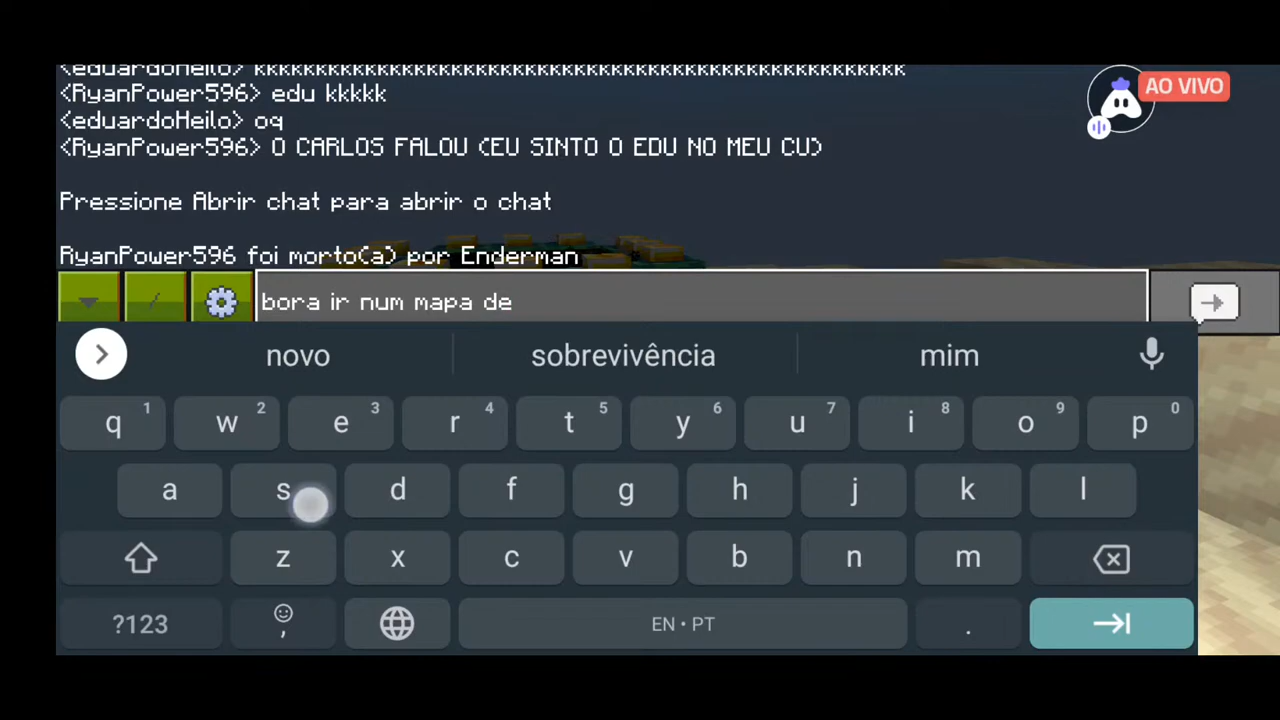 <eduardoHeilo> kkkkkkkkkkkkkkkkkkkkkkkkkkkkkkkkkkkkkkkkkkkkkkkkkkkkk
<RyanPower596> edu kkkkk
<eduardoHeilo> oq
<RyanPower596> O CARLOS FALOU (EU SINTO O EDU NO MEU CU)
AO VIVO
Pressione Abrir chat para abrir o chat
RyanPower596 foi morto(a) por Enderman
/ bora ir num mapa de
novo sobrevivência mim
q 1 w 2 e 3 r 4 t 5 y 6 u 7 i 8 o 9 p 0
a s d f g h j k l
z x c v b n m
?123 , EN • PT .